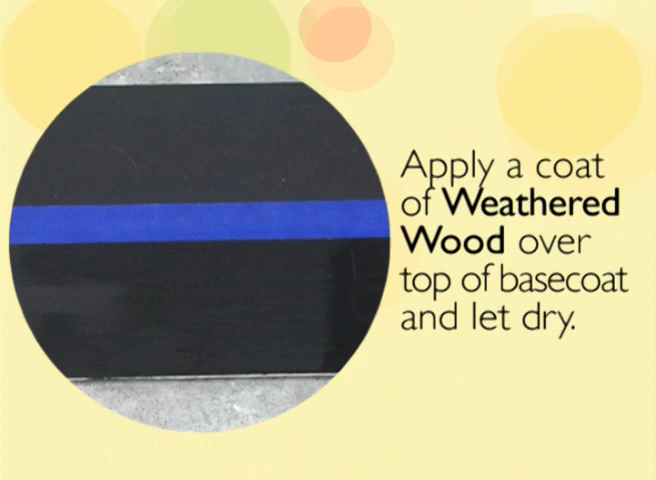 Apply a coat
of Weathered
Wood over
top of basecoat
and let dry.